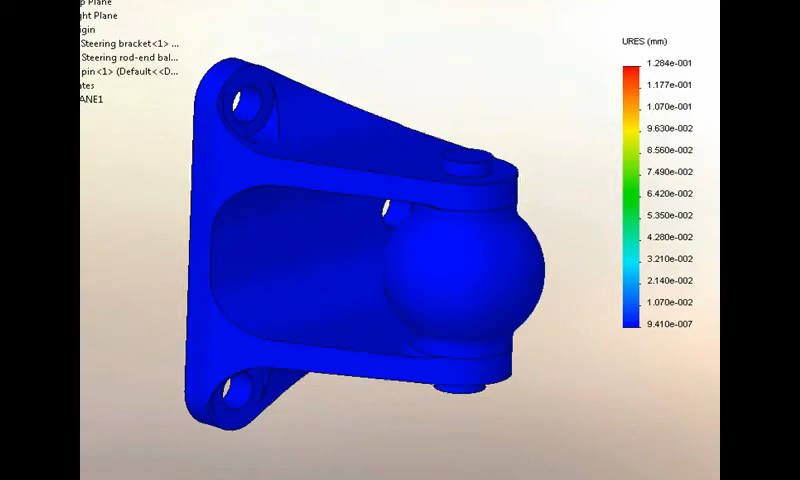 p Plane
ght Plane
igin
Steering bracket<1> ...
Steering rod-end bal...
pin<1> (Default<<D...
ates
ANE1
URES (mm)
1.284e-001
1.177e-001
1.070e-001
9.630e-002
8.560e-002
7.490e-002
6.420e-002
5.350e-002
4.280e-002
3.210e-002
2.140e-002
1.070e-002
9.410e-007